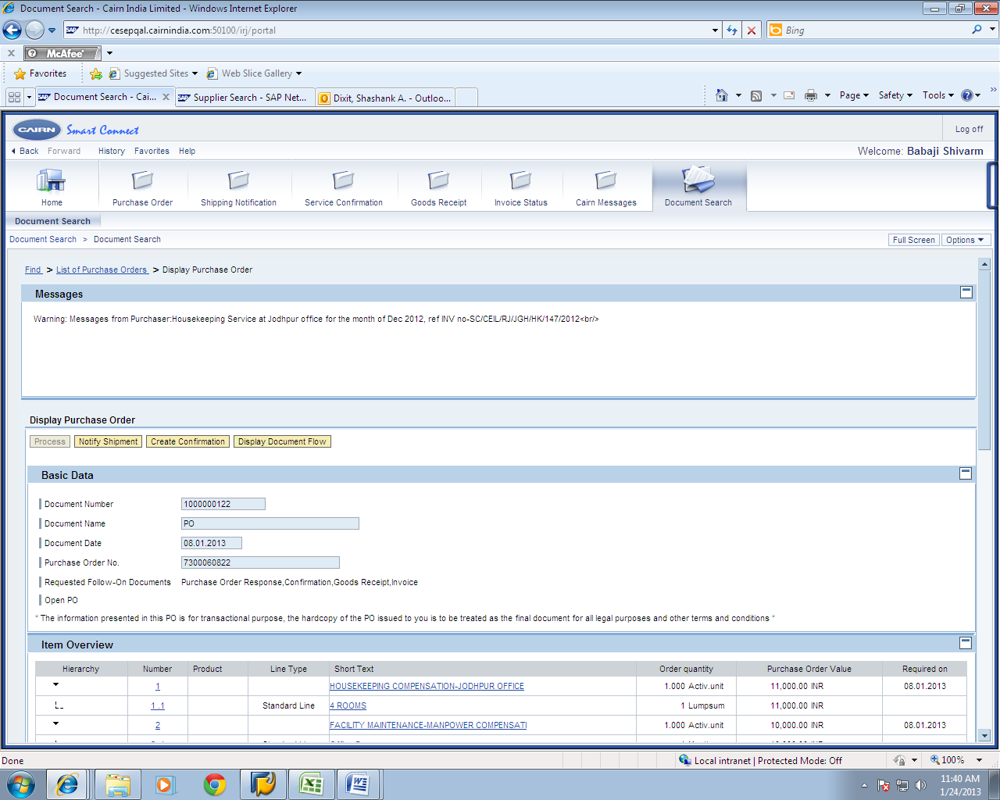 Document Search - Cairn India Limited - Windows Internet Explorer
http://cesepqal.cairnindia.com:50100/irj/portal
Bing
x McAfee
Favorites Suggested Sites Web Slice Gallery
Document Search - Cai... X Supplier Search - SAP Net... Dixit, Shashank A. - Outloo... Page Safety Tools »
CAIRN Smart Connect Log off
Back Forward History Favorites Help Welcome: Babaji Shivarm
Home Purchase Order Shipping Notification Service Confirmation Goods Receipt Invoice Status Cairn Messages Document Search
Document Search
Document Search > Document Search Full Screen Options
Find > List of Purchase Orders > Display Purchase Order
Messages
Warning: Messages from Purchaser:Housekeeping Service at Jodhpur office for the month of Dec 2012, ref INV no-SC/CEIL/RJ/JGH/HK/147/2012<br/>
Display Purchase Order
Process Notify Shipment Create Confirmation Display Document Flow
Basic Data
Document Number 1000000122
Document Name PO
Document Date 08.01.2013
Purchase Order No. 7300060822
Requested Follow-On Documents Purchase Order Response,Confirmation,Goods Receipt,Invoice
Open PO
" The information presented in this PO is for transactional purpose, the hardcopy of the PO issued to you is to be treated as the final document for all legal purposes and other terms and conditions "
Item Overview
Hierarchy Number Product Line Type Short Text Order quantity Purchase Order Value Required on
1 HOUSEKEEPING COMPENSATION-JODHPUR OFFICE 1.000 Activ.unit 11,000.00 INR 08.01.2013
1 .1 Standard Line 4 ROOMS 1 Lumpsum 11,000.00 INR
2 FACILITY MAINTENANCE-MANPOWER COMPENSATI 1.000 Activ.unit 10,000.00 INR 08.01.2013
Done Local intranet | Protected Mode: Off 100%
11:40 AM
1/24/2013